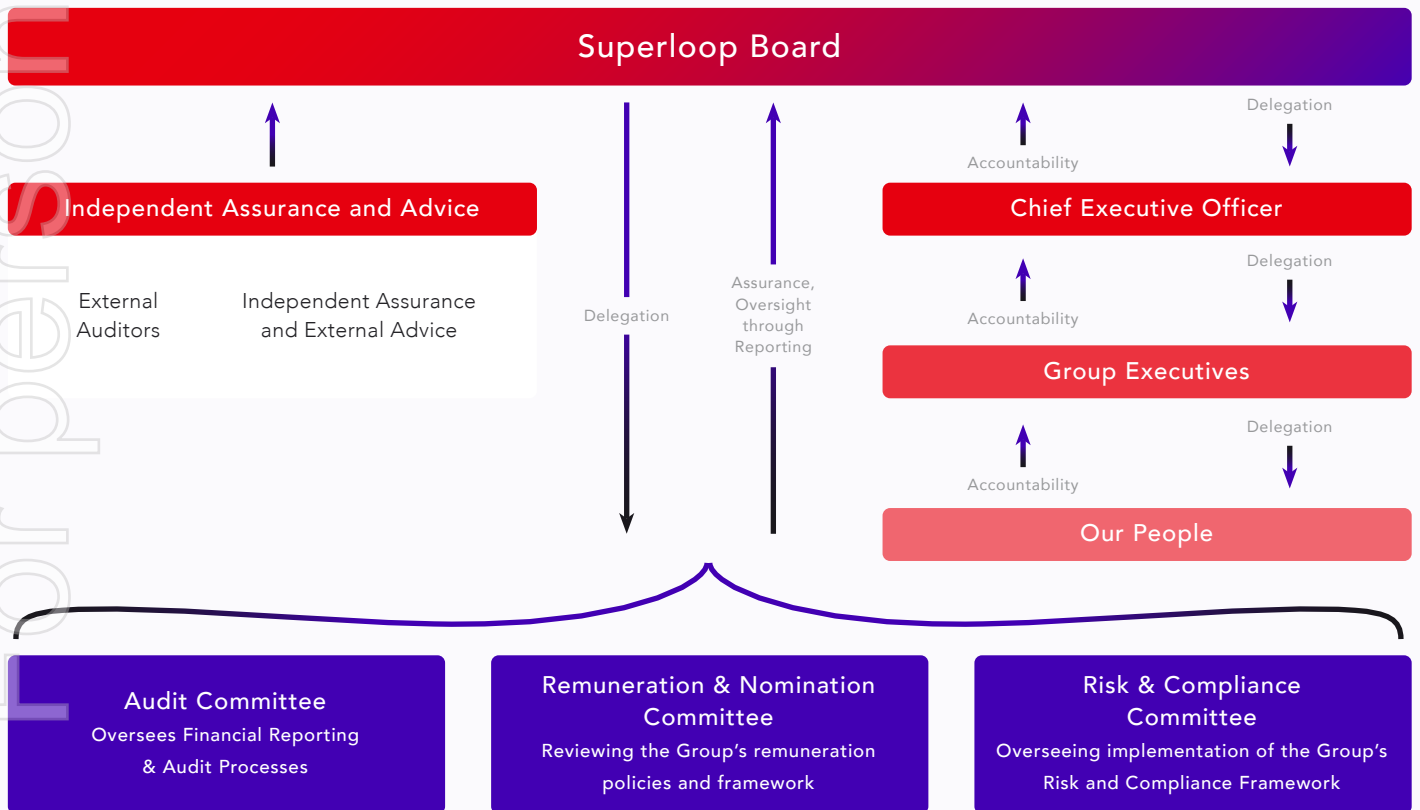 Superloop Board
Delegation
Accountability
Independent Assurance and Advice
Chief Executive Officer
External
Auditors
Independent Assurance
and External Advice
Delegation
Assurance,
Oversight
through
Reporting
Delegation
Accountability
Group Executives
Delegation
Accountability
Our People
Audit Committee
Oversees Financial Reporting
& Audit Processes
Remuneration & Nomination
Committee
Reviewing the Group’s remuneration
policies and framework
Risk & Compliance
Committee
Overseeing implementation of the Group’s
Risk and Compliance Framework
For person